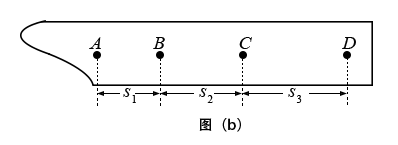 A B C D
s₁ s₂ s₃
图 (b)